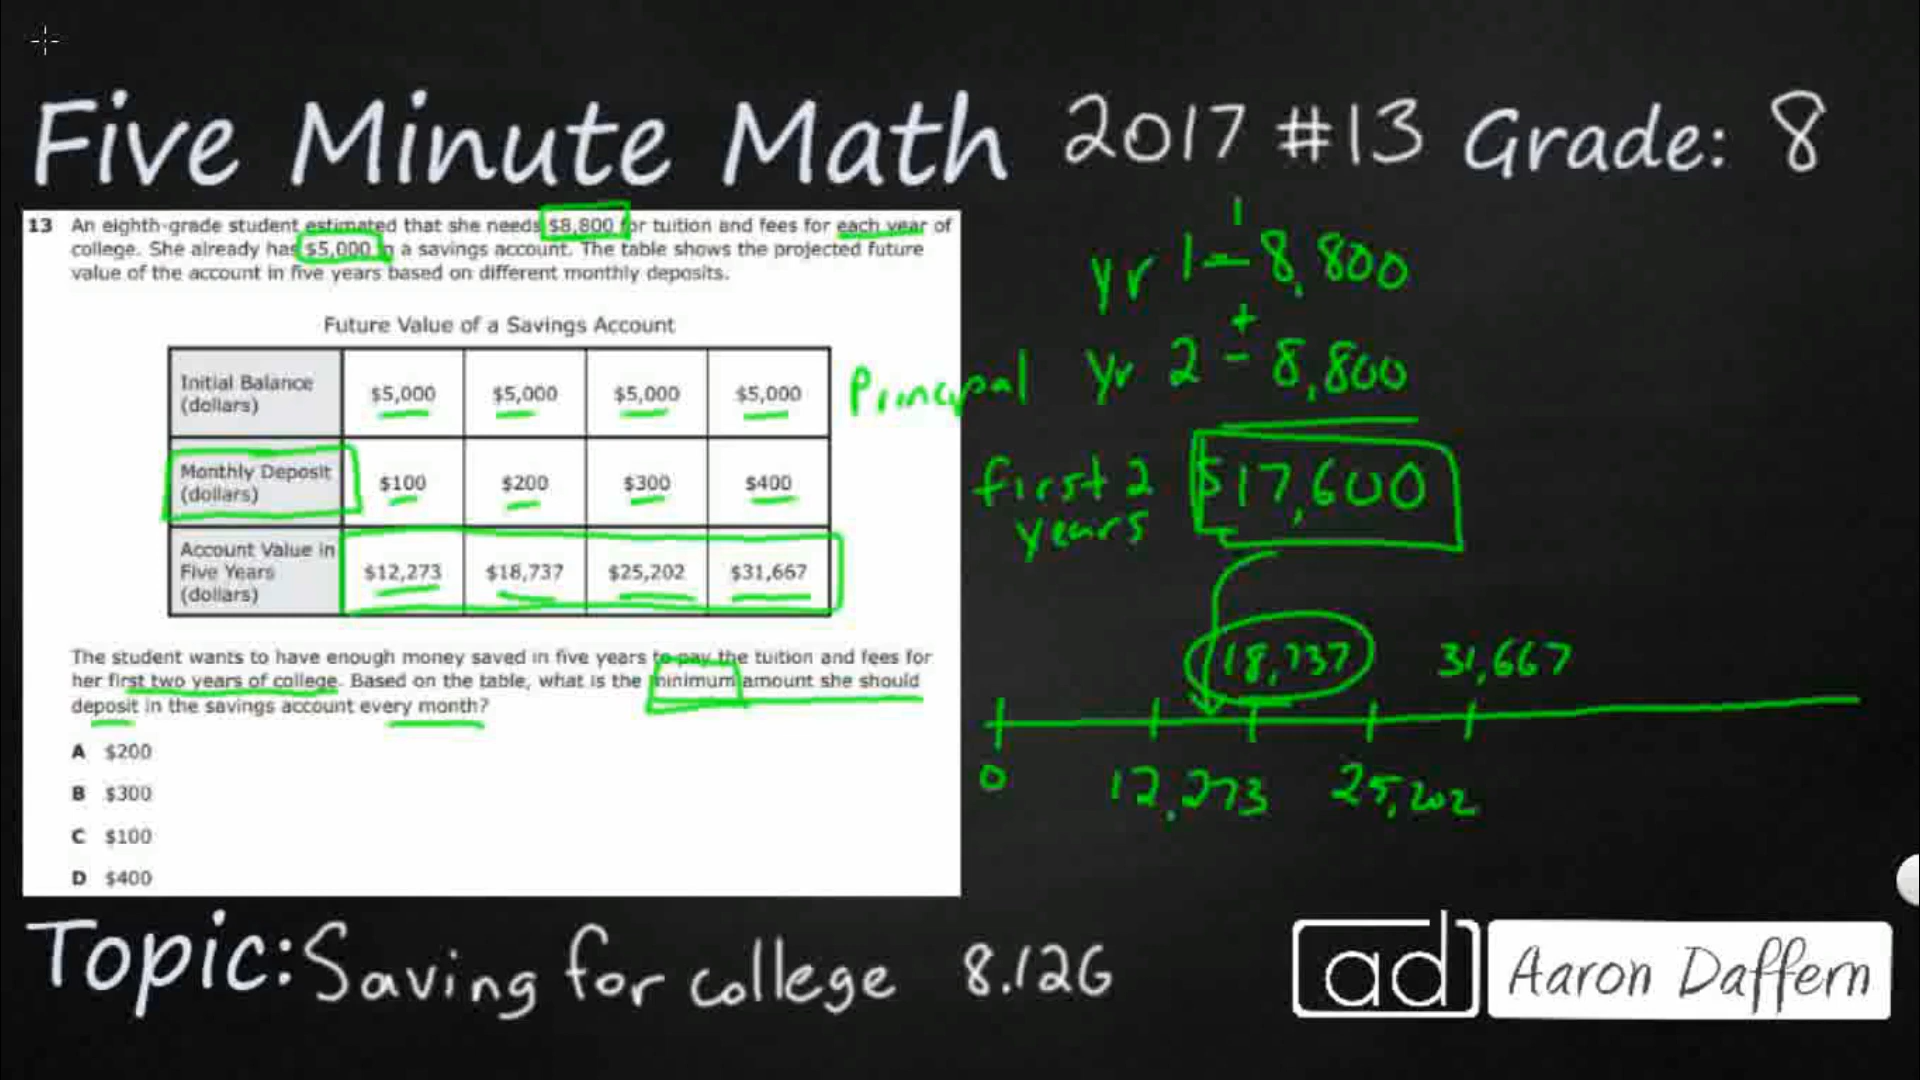 Five Minute Math 2017 #13 Grade: 8
13 An eighth-grade student estimated that she needs $8,800 for tuition and fees for each year of
college. She already has $5,000 in a savings account. The table shows the projected future
value of the account in five years based on different monthly deposits.
Future Value of a Savings Account
Initial Balance (dollars) $5,000 $5,000 $5,000 $5,000
Monthly Deposit (dollars) $100 $200 $300 $400
Account Value in Five Years (dollars) $12,273 $18,737 $25,202 $31,667
The student wants to have enough money saved in five years to pay the tuition and fees for
her first two years of college. Based on the table, what is the minimum amount she should
deposit in the savings account every month?
A $200
B $300
C $100
D $400
Principal
1
yr 1 - 8,800
+
yr 2 - 8,800
first 2 years $17,600
18,737 31,667
0 12,273 25,202
Topic: Saving for college 8.12G
ad Aaron Daffern